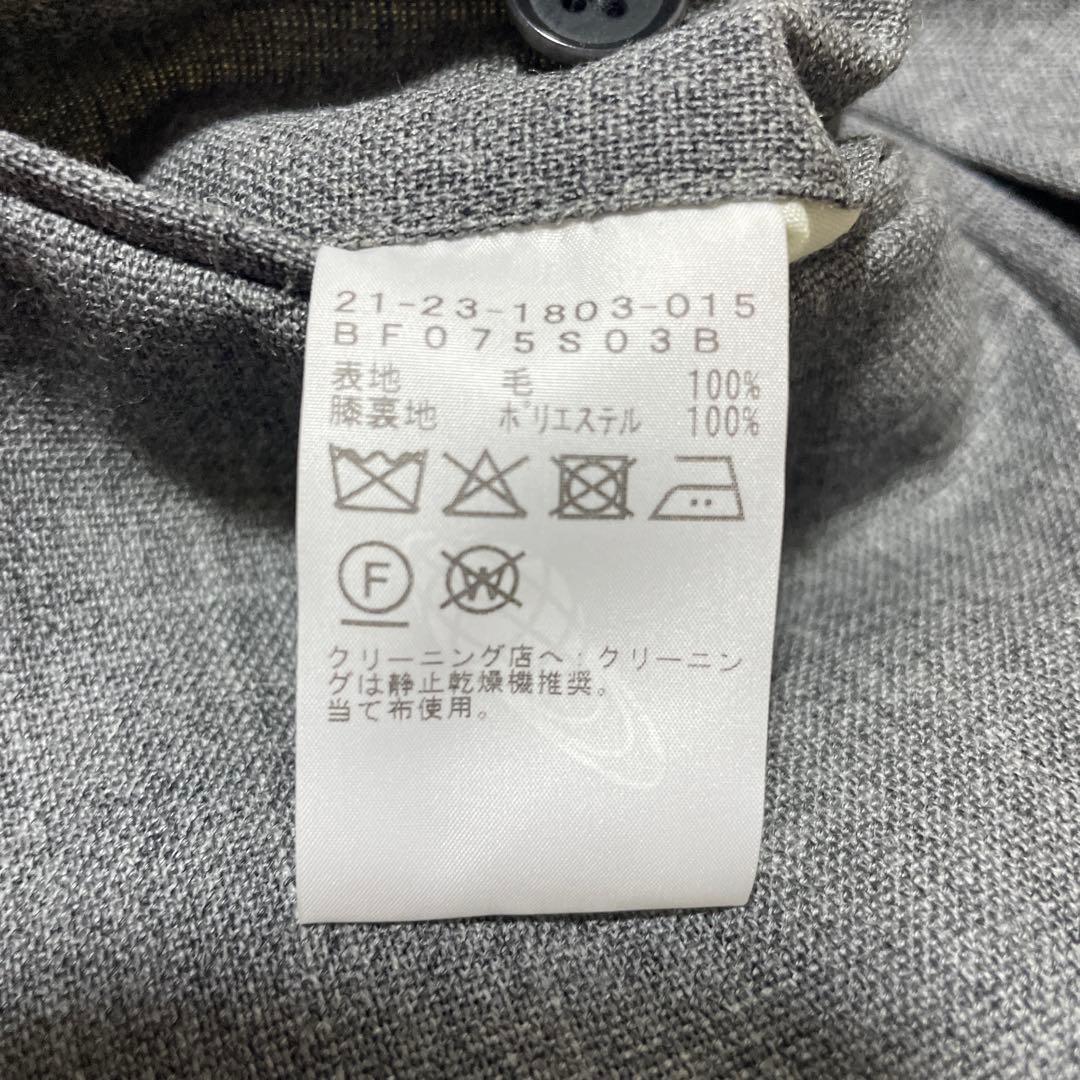 21-23-1803-015
BF075S03B
表地 毛 100%
膝裏地 ポリエステル 100%
F W
クリーニング店へ・クリーニン
グは静止乾燥機推奨。
当て布使用。